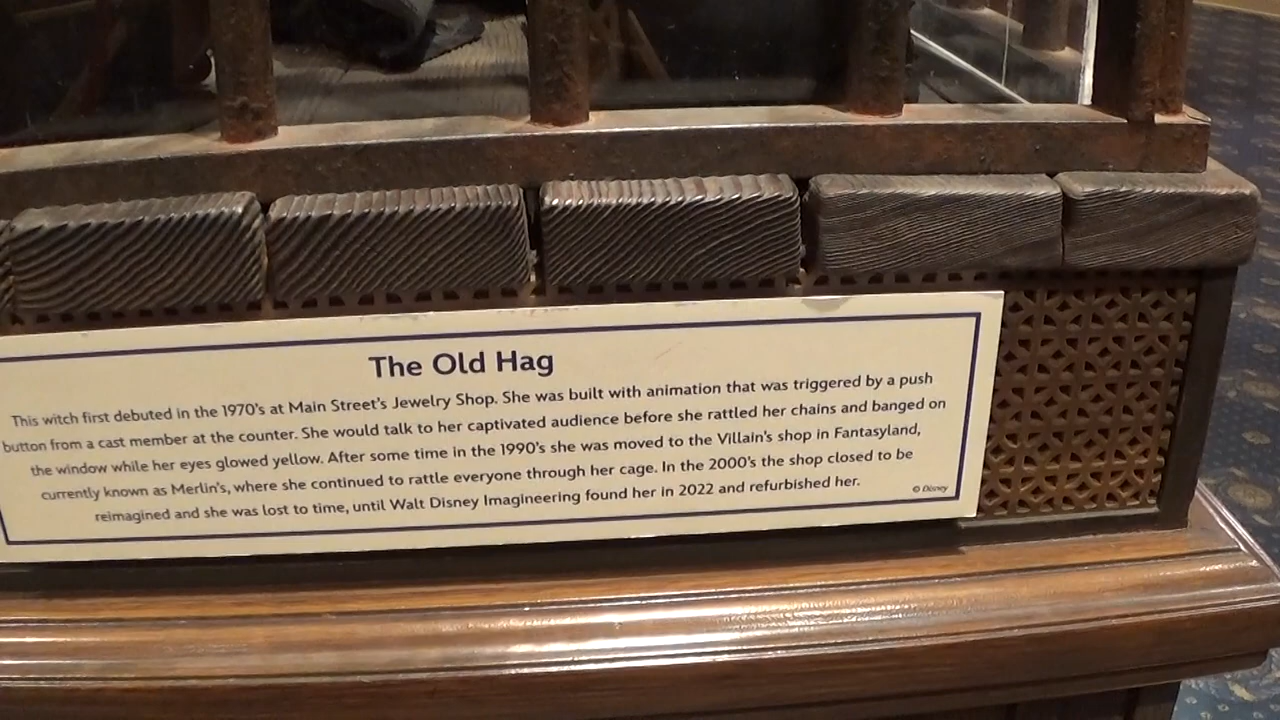 The Old Hag
This witch first debuted in the 1970's at Main Street's Jewelry Shop. She was built with animation that was triggered by a push
button from a cast member at the counter. She would talk to her captivated audience before she rattled her chains and banged on
the window while her eyes glowed yellow. After some time in the 1990's she was moved to the Villain's shop in Fantasyland,
currently known as Merlin's, where she continued to rattle everyone through her cage. In the 2000's the shop closed to be
reimagined and she was lost to time, until Walt Disney Imagineering found her in 2022 and refurbished her.
© Disney